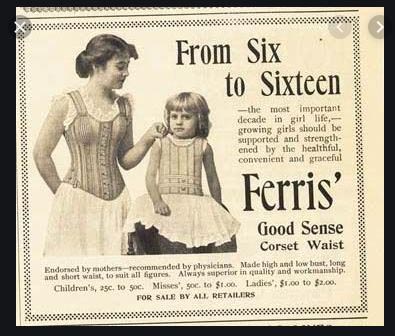 From Six
to Sixteen
—the most important
decade in girl life,—
growing girls should be
supported and strength-
ened by the healthful,
convenient and graceful
Ferris'
Good Sense
Corset Waist
Endorsed by mothers—recommended by physicians. Made high and low bust, long
and short waist, to suit all figures. Always superior in quality and workmanship.
Children's, 25c. to 50c. Misses', 50c. to $1.00. Ladies', $1.00 to $2.00.
FOR SALE BY ALL RETAILERS